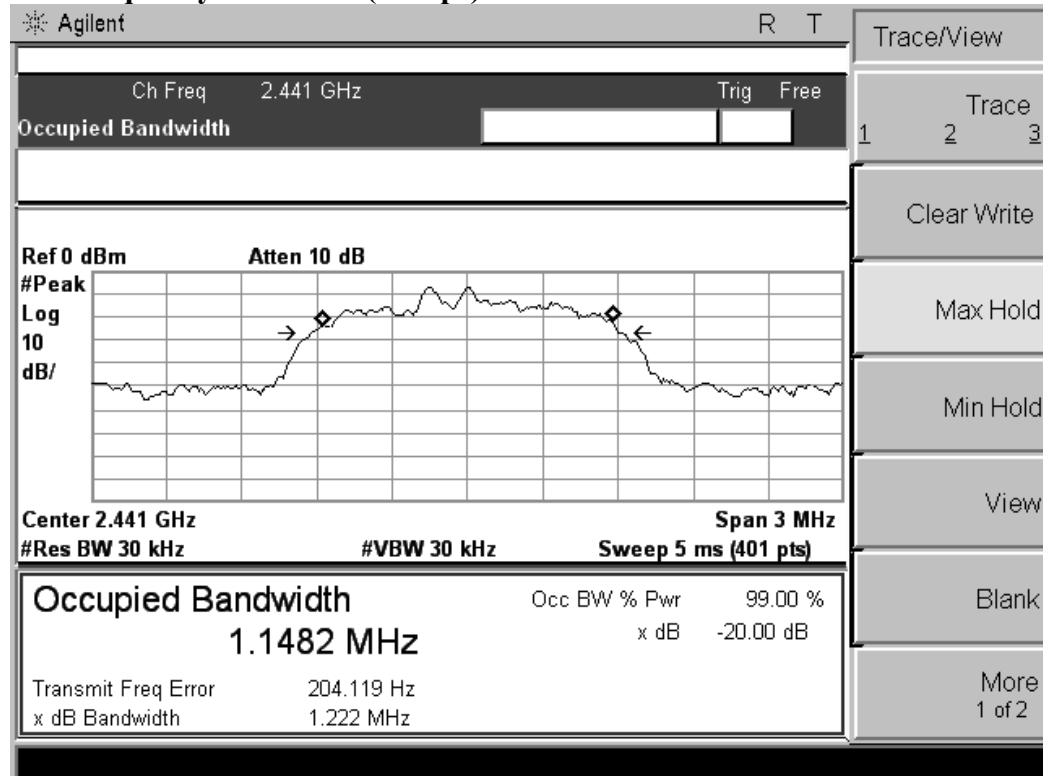 Agilent R T
Trace/View
Ch Freq 2.441 GHz Trig Free
Occupied Bandwidth
Trace
1 2 3
Clear Write
Ref 0 dBm Atten 10 dB
#Peak
Log
10
dB/
Max Hold
Min Hold
Center 2.441 GHz Span 3 MHz
#Res BW 30 kHz #VBW 30 kHz Sweep 5 ms (401 pts)
View
Occupied Bandwidth
1.1482 MHz
Occ BW % Pwr 99.00 %
x dB -20.00 dB
Transmit Freq Error 204.119 Hz
x dB Bandwidth 1.222 MHz
Blank
More
1 of 2